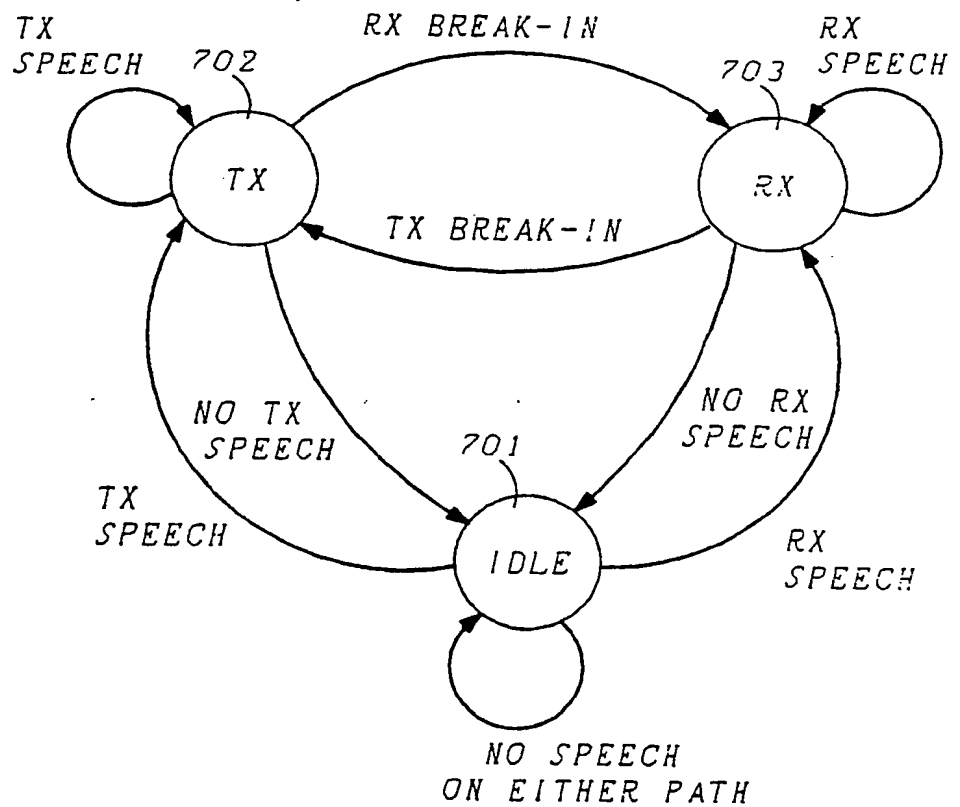 TX
SPEECH
702
RX BREAK-IN
703
RX
SPEECH
TX
RX
TX BREAK-IN
NO TX
SPEECH
NO RX
SPEECH
701
TX
SPEECH
IDLE
RX
SPEECH
NO SPEECH
ON EITHER PATH